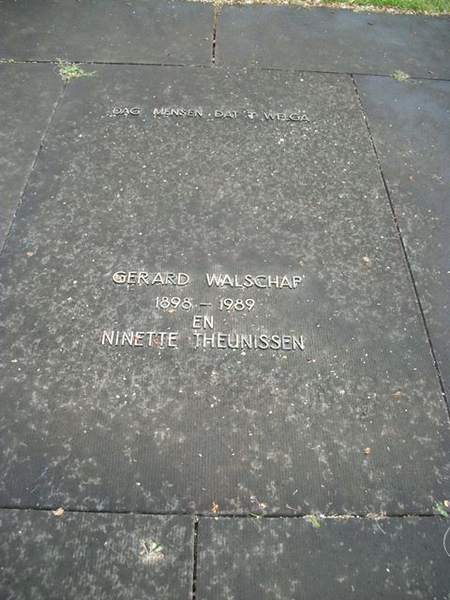 DAG MENSEN DAT 'T WELGA
GERARD WALSCHAP
1898 - 1989
EN
NINETTE THEUNISSEN